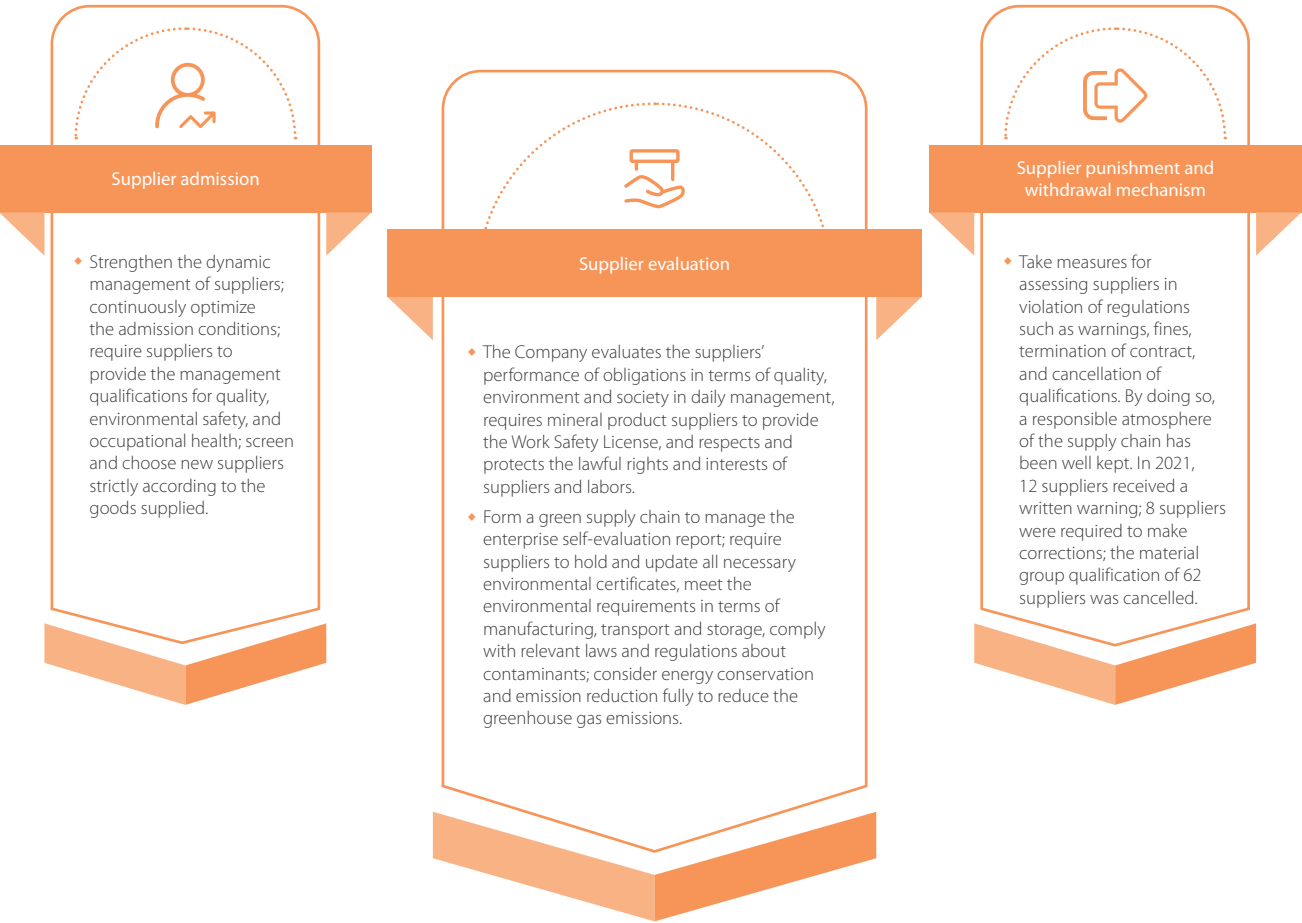 Supplier admission
Strengthen the dynamic
management of suppliers;
continuously optimize
the admission conditions;
require suppliers to
provide the management
qualifications for quality,
environmental safety, and
occupational health; screen
and choose new suppliers
strictly according to the
goods supplied.
Supplier evaluation
The Company evaluates the suppliers’
performance of obligations in terms of quality,
environment and society in daily management,
requires mineral product suppliers to provide
the Work Safety License, and respects and
protects the lawful rights and interests of
suppliers and labors.
Form a green supply chain to manage the
enterprise self-evaluation report; require
suppliers to hold and update all necessary
environmental certificates, meet the
environmental requirements in terms of
manufacturing, transport and storage, comply
with relevant laws and regulations about
contaminants; consider energy conservation
and emission reduction fully to reduce the
greenhouse gas emissions.
Supplier punishment and
withdrawal mechanism
Take measures for
assessing suppliers in
violation of regulations
such as warnings, fines,
termination of contract,
and cancellation of
qualifications. By doing so,
a responsible atmosphere
of the supply chain has
been well kept. In 2021,
12 suppliers received a
written warning; 8 suppliers
were required to make
corrections; the material
group qualification of 62
suppliers was cancelled.